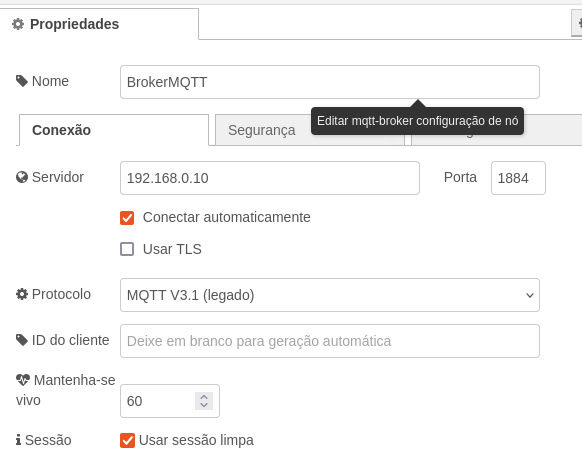 Propriedades
Nome
BrokerMQTT
Editar mqtt-broker configuração de nó
Conexão
Segurança
Servidor
192.168.0.10
Porta
1884
Conectar automaticamente
Usar TLS
Protocolo
MQTT V3.1 (legado)
ID do cliente
Deixe em branco para geração automática
Mantenha-se
vivo
60
Sessão
Usar sessão limpa